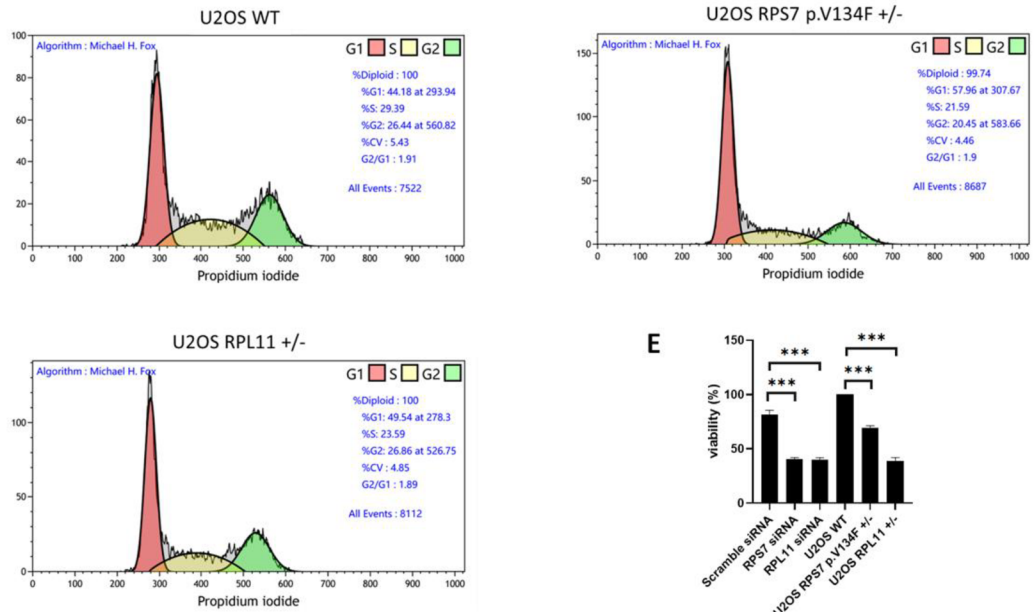 U2OS WT
Algorithm : Michael H. Fox
G1 S G2
%Diploid : 100
%G1: 44.18 at 293.94
%S: 29.39
%G2: 26.44 at 560.82
%CV : 5.43
G2/G1 : 1.91
All Events : 7522
100
80
60
40
20
0
0 100 200 300 400 500 600 700 800 900 1000
Propidium iodide
U2OS RPS7 p.V134F +/-
Algorithm : Michael H. Fox
G1 S G2
%Diploid : 99.74
%G1: 57.96 at 307.67
%S: 21.59
%G2: 20.45 at 583.66
%CV : 4.46
G2/G1 : 1.9
All Events : 8687
150
100
50
0
0 100 200 300 400 500 600 700 800 900 1000
Propidium iodide
U2OS RPL11 +/-
Algorithm : Michael H. Fox
G1 S G2
%Diploid : 100
%G1: 49.54 at 278.3
%S: 23.59
%G2: 26.86 at 526.75
%CV : 4.85
G2/G1 : 1.89
All Events : 8112
100
50
0
0 100 200 300 400 500 600 700 800 900 1000
Propidium iodide
E
viability (%)
150
100
50
0
*** ***
*** ***
Scramble siRNA
RPS7 siRNA
RPL11 siRNA
U2OS WT
U2OS RPS7 p.V134F +/-
U2OS RPL11 +/-